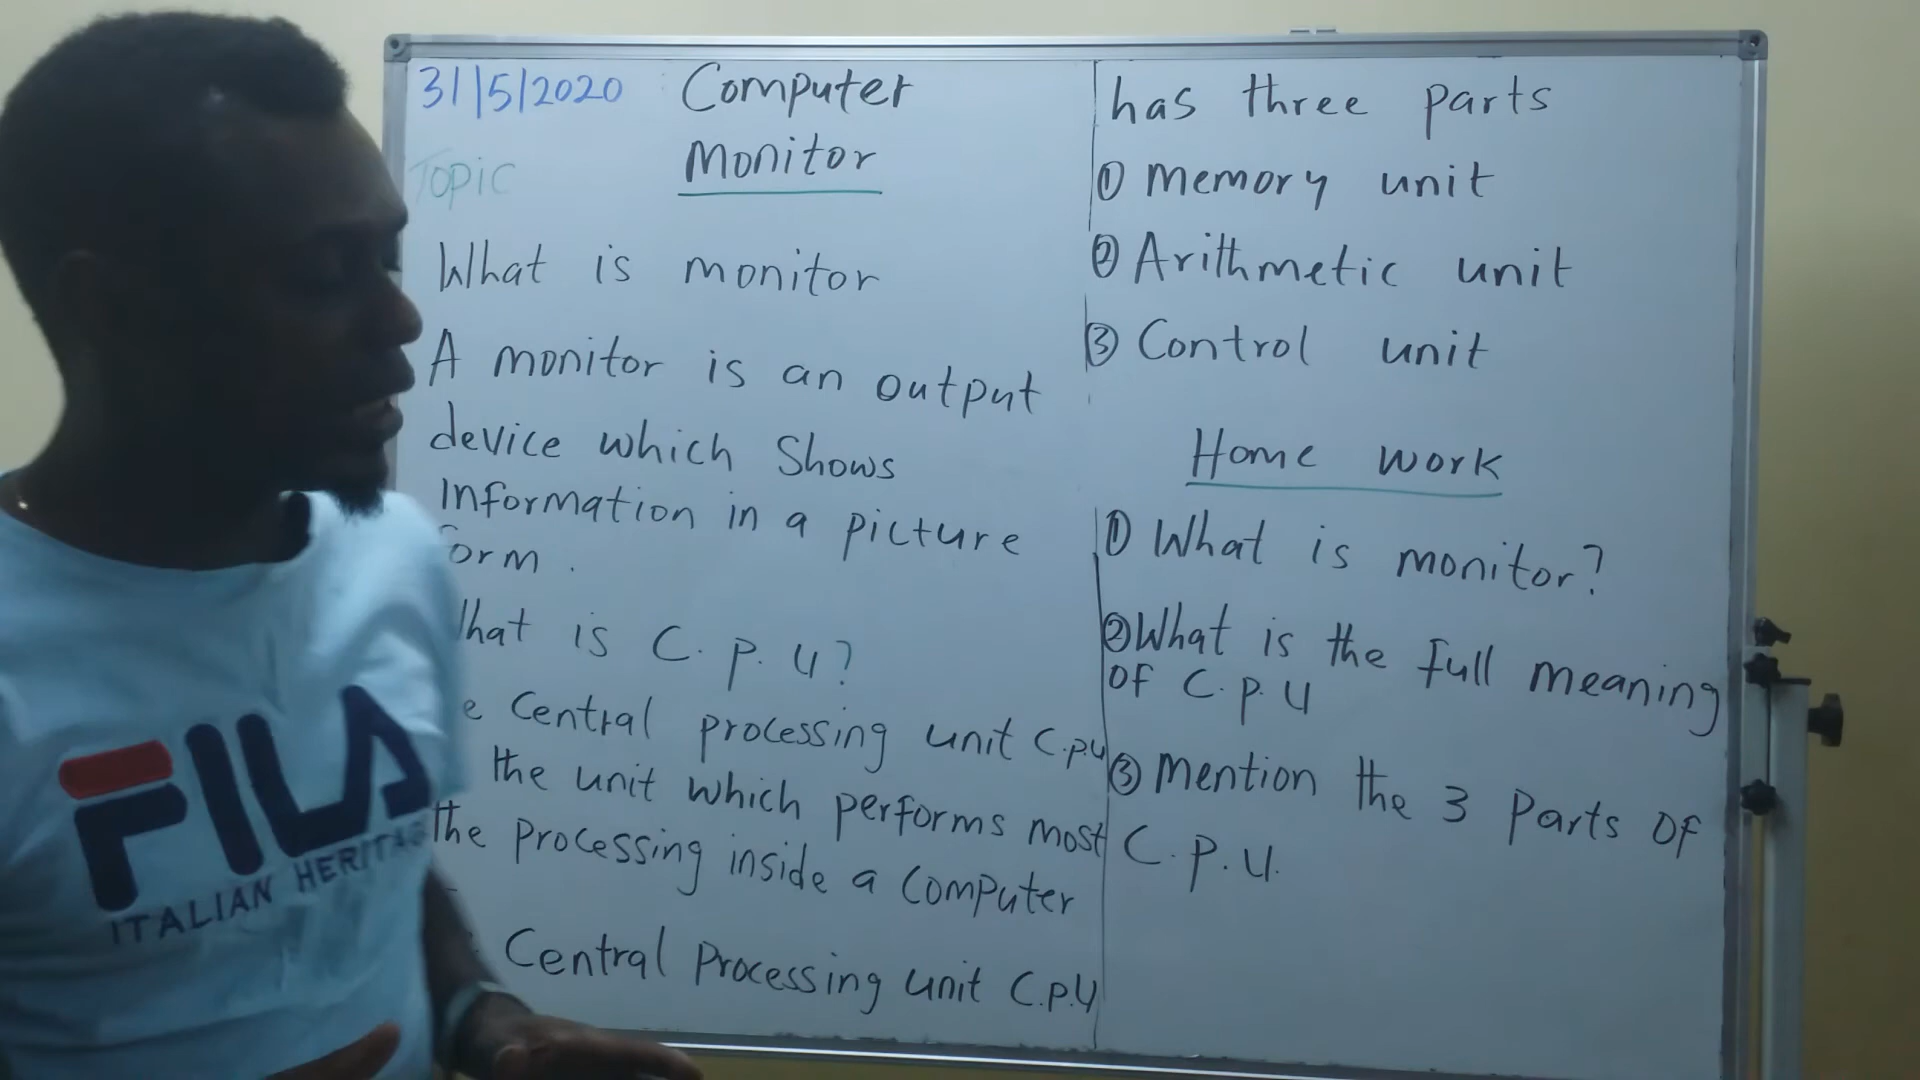 31/5/2020 Computer
Topic monitor
What is monitor
A monitor is an output
device which Shows
Information in a picture
orm.
hat is C.p.u?
e Central processing unit C.p.u
the unit which performs most
the processing inside a computer
Central Processing unit C.p.u
has three parts
① memory unit
② Arithmetic unit
③ Control unit
Home work
① What is monitor?
② What is the full meaning
of C.p.u
③ mention the 3 Parts of
C.p.u.
FILA
ITALIAN HERITAG